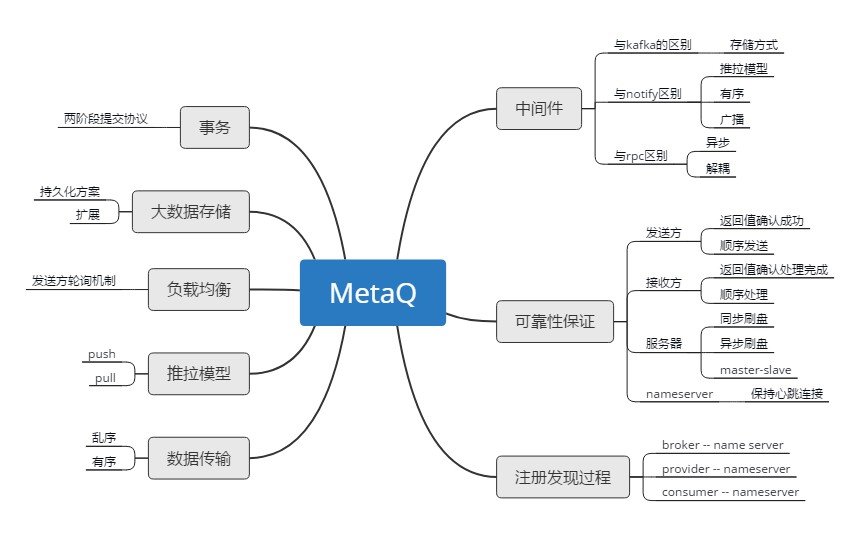 MetaQ
事务
两阶段提交协议
大数据存储
持久化方案
扩展
负载均衡
发送方轮询机制
推拉模型
push
pull
数据传输
乱序
有序
中间件
与kafka的区别
存储方式
与notify区别
推拉模型
有序
广播
与rpc区别
异步
解耦
可靠性保证
发送方
返回值确认成功
顺序发送
接收方
返回值确认处理完成
顺序处理
服务器
同步刷盘
异步刷盘
master-slave
nameserver
保持心跳连接
注册发现过程
broker -- name server
provider -- nameserver
consumer -- nameserver